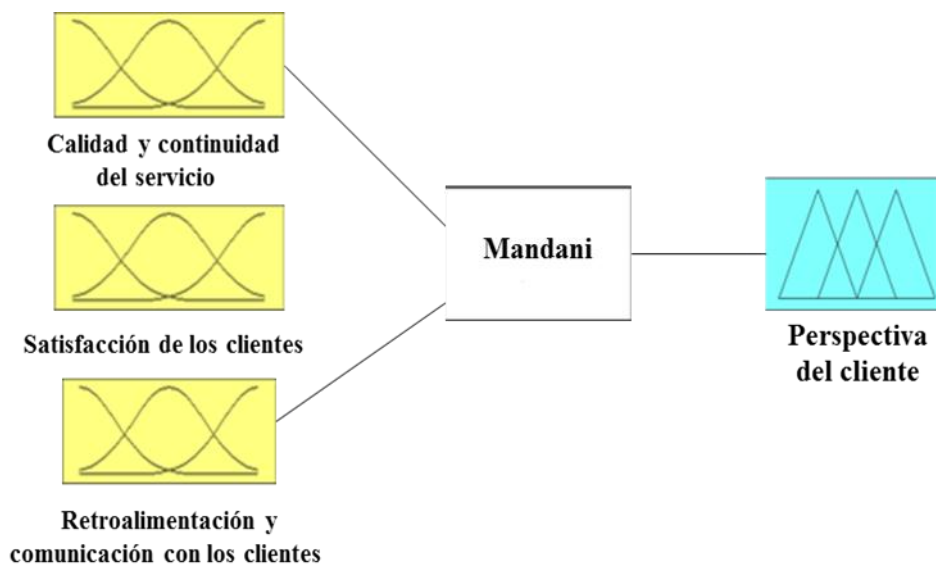 Calidad y continuidad
del servicio
Satisfacción de los clientes
Retroalimentación y
comunicación con los clientes
Mandani
Perspectiva
del cliente